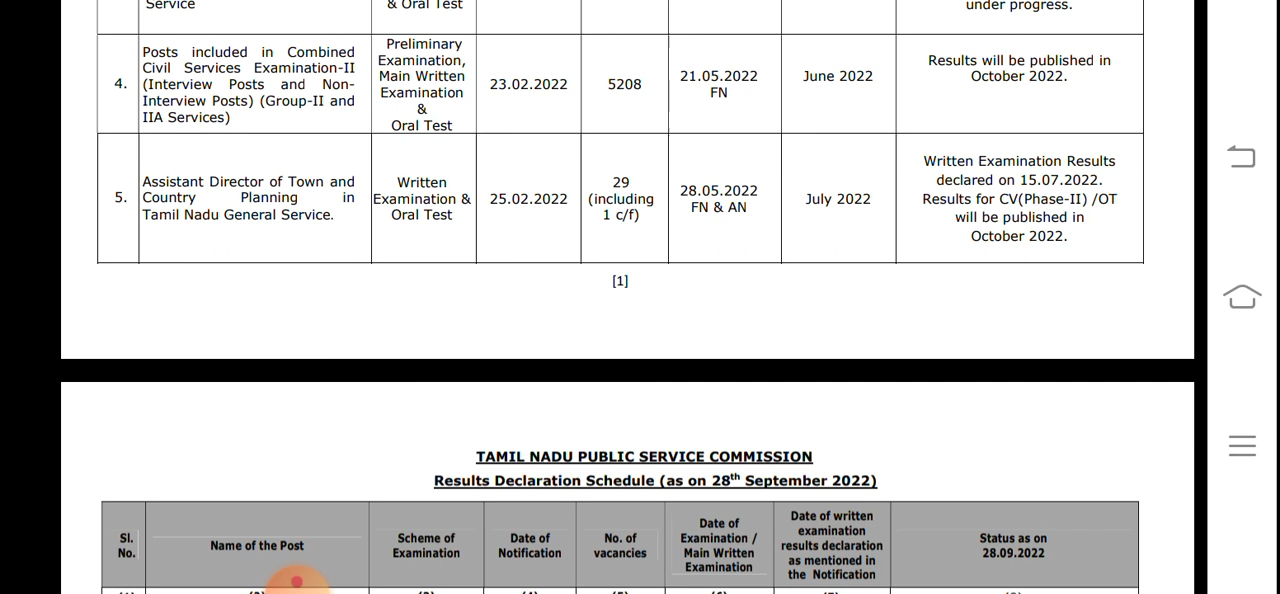 Service
& Oral Test
under progress.
4.
Posts included in Combined
Civil Services Examination-II
(Interview Posts and Non-
Interview Posts) (Group-II and
IIA Services)
Preliminary
Examination,
Main Written
Examination
&
Oral Test
23.02.2022
5208
21.05.2022
FN
June 2022
Results will be published in
October 2022.
5.
Assistant Director of Town and
Country Planning in
Tamil Nadu General Service.
Written
Examination &
Oral Test
25.02.2022
29
(including
1 c/f)
28.05.2022
FN & AN
July 2022
Written Examination Results
declared on 15.07.2022.
Results for CV(Phase-II) /OT
will be published in
October 2022.
[1]
TAMIL NADU PUBLIC SERVICE COMMISSION
Results Declaration Schedule (as on 28th September 2022)
Sl.
No.
Name of the Post
Scheme of
Examination
Date of
Notification
No. of
vacancies
Date of
Examination /
Main Written
Examination
Date of written
examination
results declaration
as mentioned in
the Notification
Status as on
28.09.2022